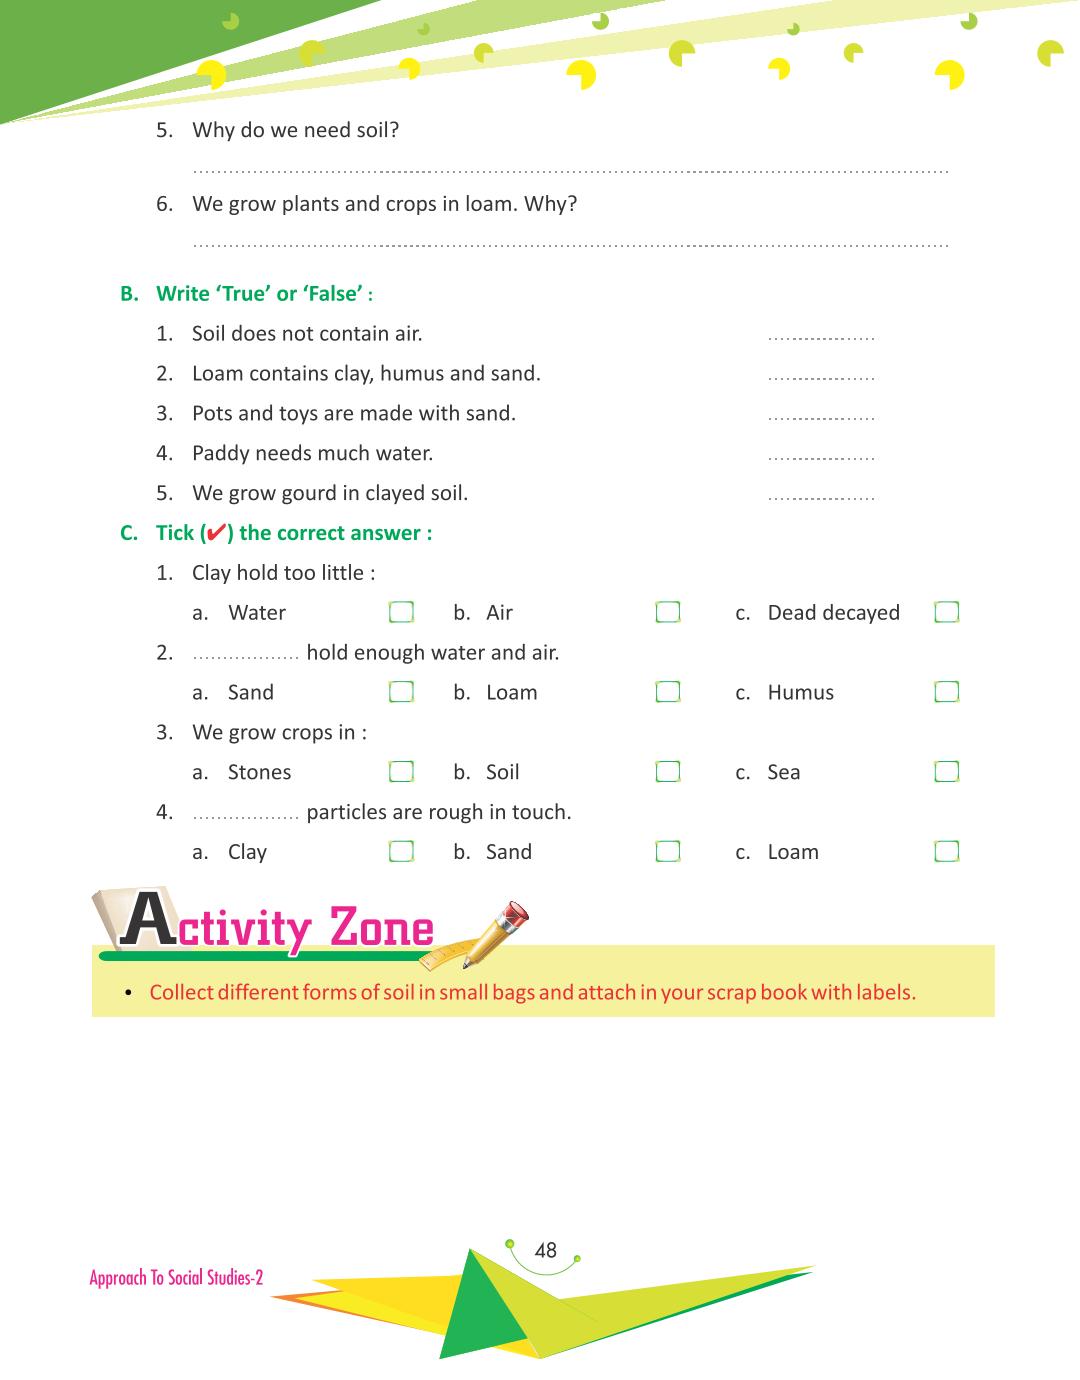 5. Why do we need soil?
................................................................................................................................
6. We grow plants and crops in loam. Why?
................................................................................................................................
B. Write ‘True’ or ‘False’ :
1. Soil does not contain air. ..................
2. Loam contains clay, humus and sand. ..................
3. Pots and toys are made with sand. ..................
4. Paddy needs much water. ..................
5. We grow gourd in clayed soil. ..................
C. Tick (✔) the correct answer :
1. Clay hold too little :
a. Water b. Air c. Dead decayed
2. .................. hold enough water and air.
a. Sand b. Loam c. Humus
3. We grow crops in :
a. Stones b. Soil c. Sea
4. .................. particles are rough in touch.
a. Clay b. Sand c. Loam
Activity Zone
• Collect different forms of soil in small bags and attach in your scrap book with labels.
48
Approach To Social Studies-2